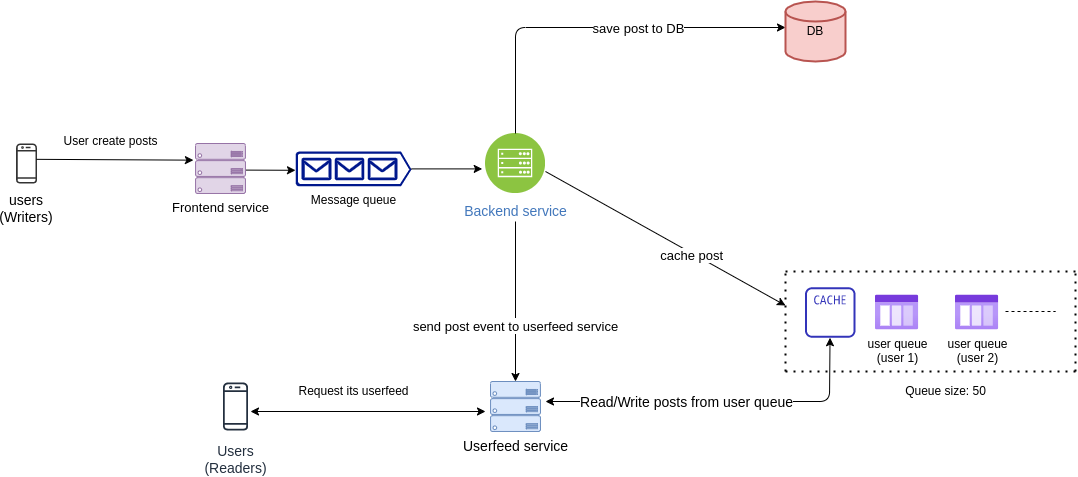 save post to DB
DB
User create posts
users
(Writers)
Frontend service
Message queue
Backend service
cache post
CACHE
user queue
(user 1)
user queue
(user 2)
Queue size: 50
send post event to userfeed service
Request its userfeed
Read/Write posts from user queue
Users
(Readers)
Userfeed service